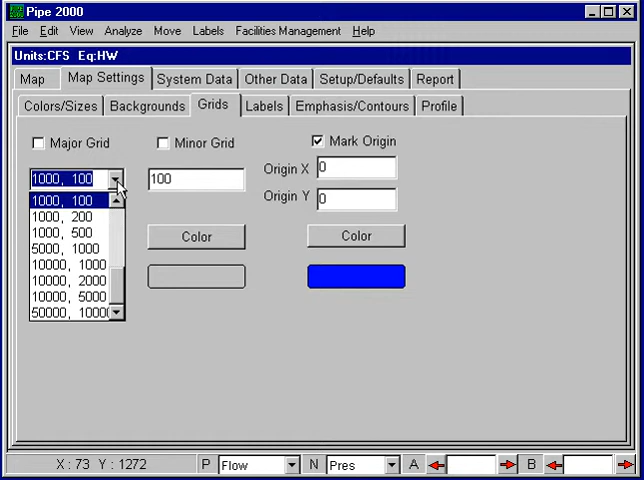 Pipe 2000
File Edit View Analyze Move Labels Facilities Management Help
Units:CFS Eq:HW
Map Map Settings System Data Other Data Setup/Defaults Report
Colors/Sizes Backgrounds Grids Labels Emphasis/Contours Profile
Major Grid Minor Grid Mark Origin
1000, 100 100 Origin X 0
Origin Y 0
1000, 100
1000, 200
1000, 500
5000, 1000
10000, 1000
10000, 2000
10000, 5000
50000, 10000
Color Color
X : 73 Y : 1272 P Flow N Pres A B